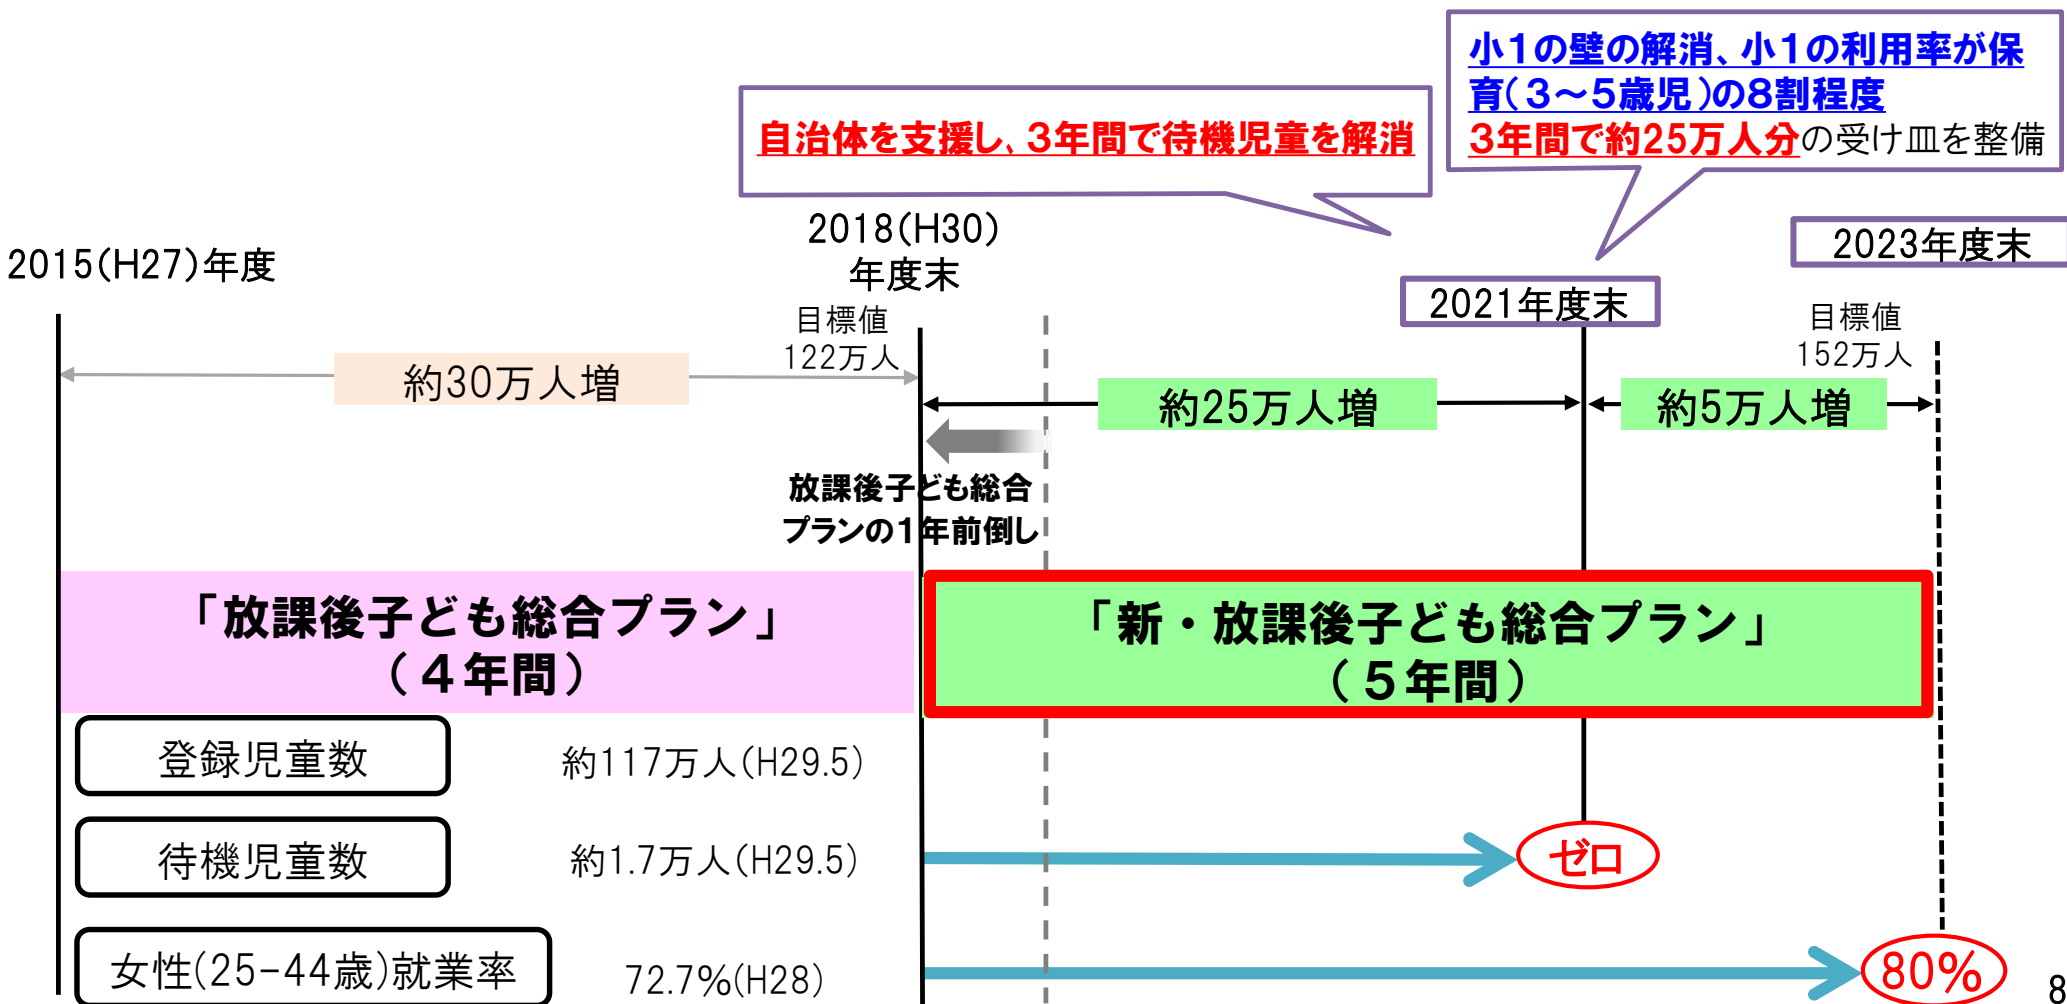 小1の壁の解消、小1の利用率が保
育(3～5歳児)の8割程度
3年間で約25万人分の受け皿を整備
自治体を支援し、3年間で待機児童を解消
2015(H27)年度
2018(H30)
年度末
2021年度末
2023年度末
目標値
122万人
目標値
152万人
約30万人増
約25万人増
約5万人増
放課後子ども総合
プランの1年前倒し
「放課後子ども総合プラン」
(4年間)
「新・放課後子ども総合プラン」
(5年間)
登録児童数
約117万人(H29.5)
待機児童数
約1.7万人(H29.5)
ゼロ
女性(25-44歳)就業率
72.7%(H28)
80%
8